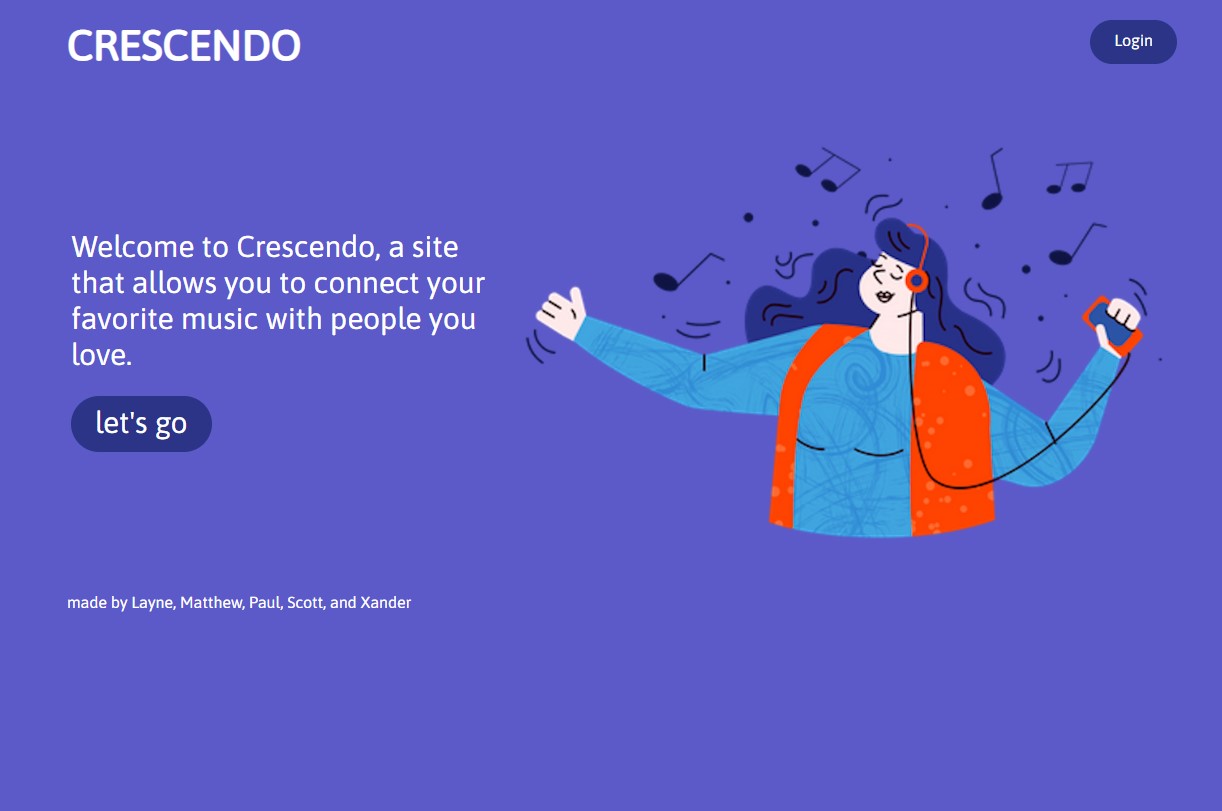 CRESCENDO
Login
Welcome to Crescendo, a site
that allows you to connect your
favorite music with people you
love.
let's go
made by Layne, Matthew, Paul, Scott, and Xander